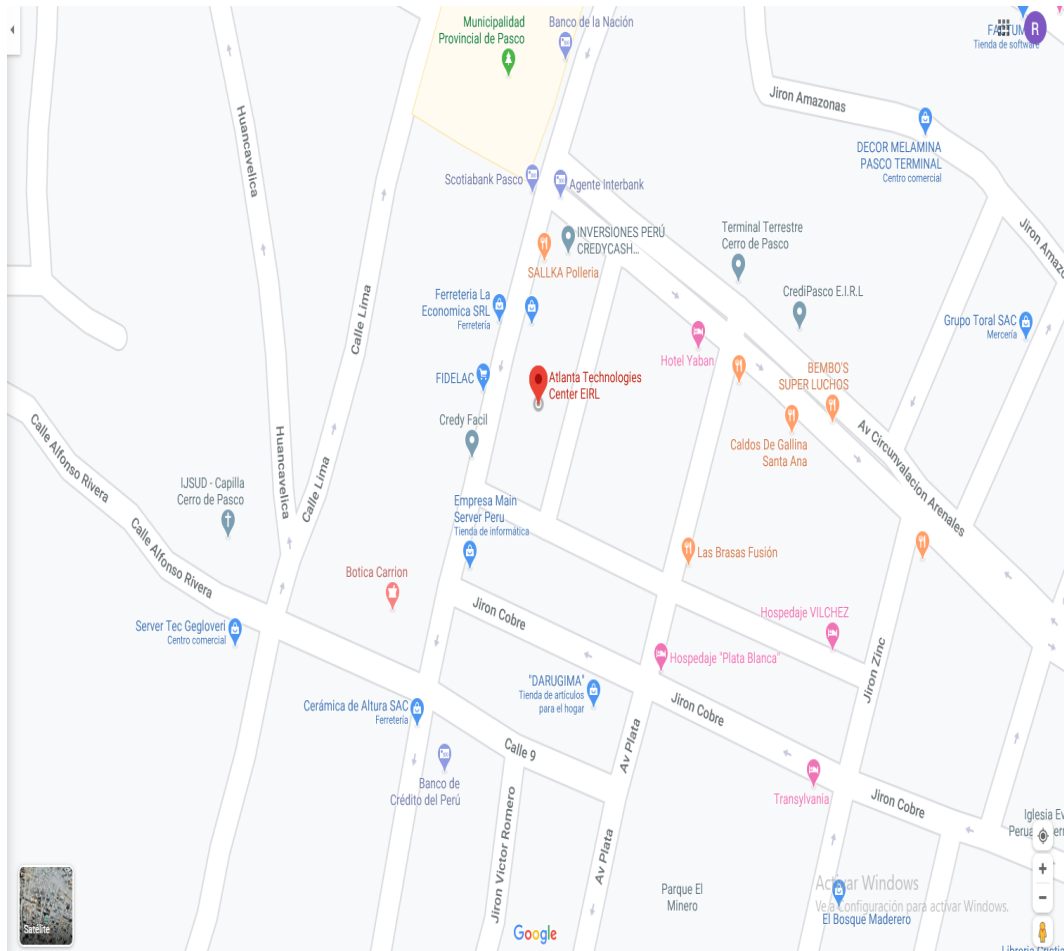 Municipalidad
Provincial de Pasco
Banco de la Nación
R
Tienda de software
Jiron Amazonas
Huancavelica
DECOR MELAMINA
PASCO TERMINAL
Centro comercial
Scotiabank Pasco
Agente Interbank
INVERSIONES PERÚ
CREDYCASH...
SALLKA Polleria
Terminal Terrestre
Cerro de Pasco
Jiron Amazo
Calle Lima
Ferreteria La
Economica SRL
Ferretería
CrediPasco E.I.R.L
Grupo Toral SAC
Mercería
Hotel Yaban
FIDELAC
Atlanta Technologies
Center EIRL
BEMBO'S
SUPER LUCHOS
Credy Facil
Caldos De Gallina
Santa Ana
Av Circunvalacion Arenales
Calle Alfonso Rivera
Huancavelica
Calle Lima
IJSUD - Capilla
Cerro de Pasco
Empresa Main
Server Peru
Tienda de informática
Calle Alfonso Rivera
Las Brasas Fusión
Botica Carrion
Jiron Cobre
Hospedaje VILCHEZ
Server Tec Gegloveri
Centro comercial
Hospedaje "Plata Blanca"
Jiron Zinc
"DARUGIMA"
Tienda de artículos
para el hogar
Jiron Cobre
Cerámica de Altura SAC
Ferretería
Calle 9
Av Plata
Banco de
Crédito del Perú
Transylvania
Jiron Cobre
Jiron Victor Romero
Av Plata
Iglesia Ev
Parque El
Minero
Activar Windows
Ve a Configuración para activar Windows.
El Bosque Maderero
Satélite
Google